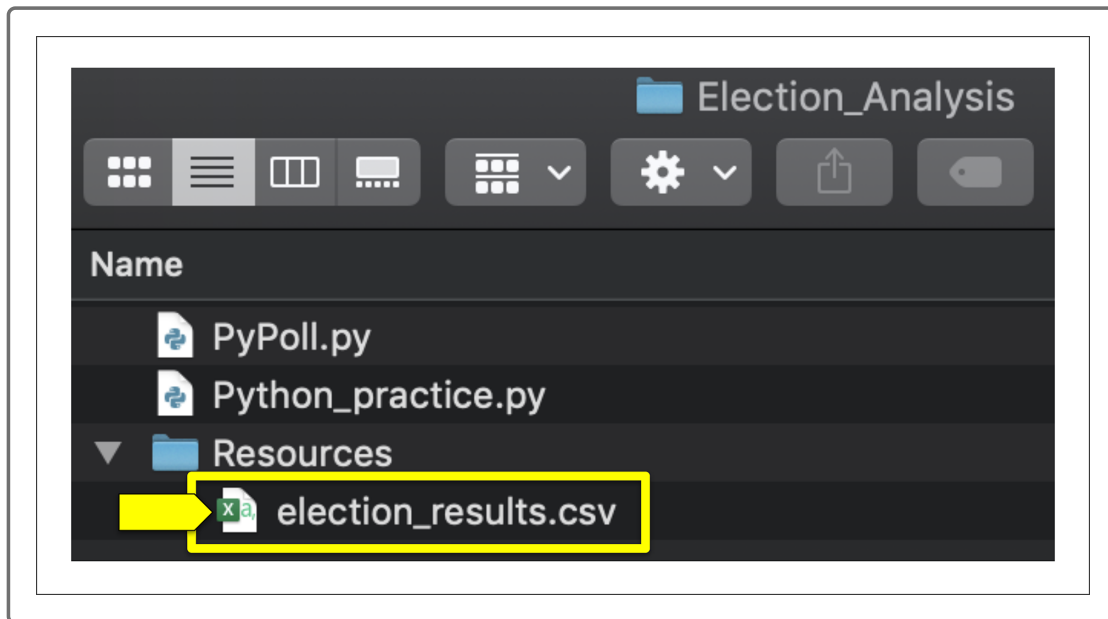 Election_Analysis
Name
PyPoll.py
Python_practice.py
Resources
election_results.csv